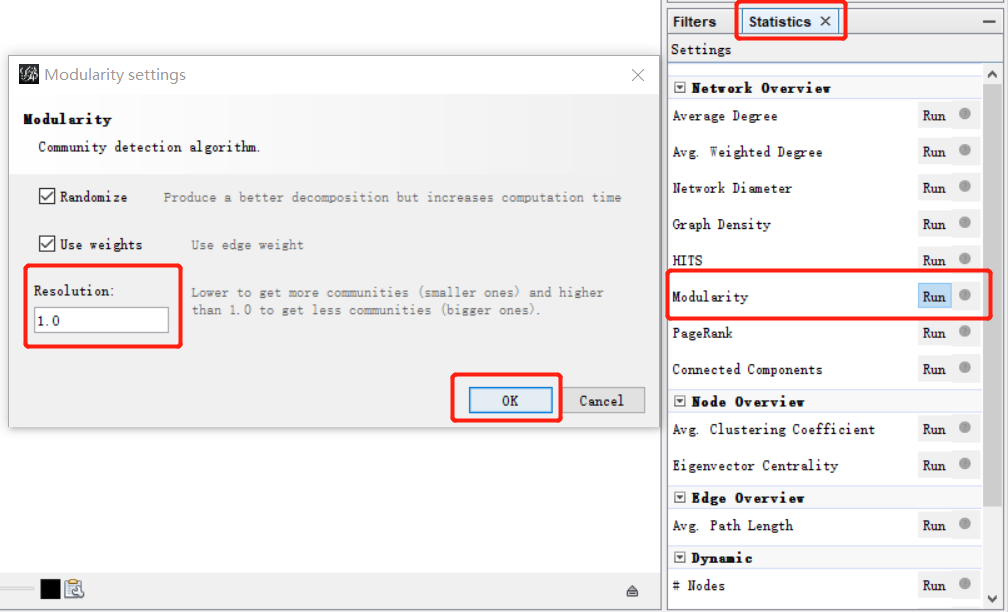 Modularity settings
Modularity
Community detection algorithm.
Randomize
Produce a better decomposition but increases computation time
Use weights
Use edge weight
Resolution:
1.0
Lower to get more communities (smaller ones) and higher
than 1.0 to get less communities (bigger ones).
OK
Cancel
Filters
Statistics
Settings
Network Overview
Average Degree Run
Avg. Weighted Degree Run
Network Diameter Run
Graph Density Run
HITS Run
Modularity Run
PageRank Run
Connected Components Run
Node Overview
Avg. Clustering Coefficient Run
Eigenvector Centrality Run
Edge Overview
Avg. Path Length Run
Dynamic
# Nodes Run